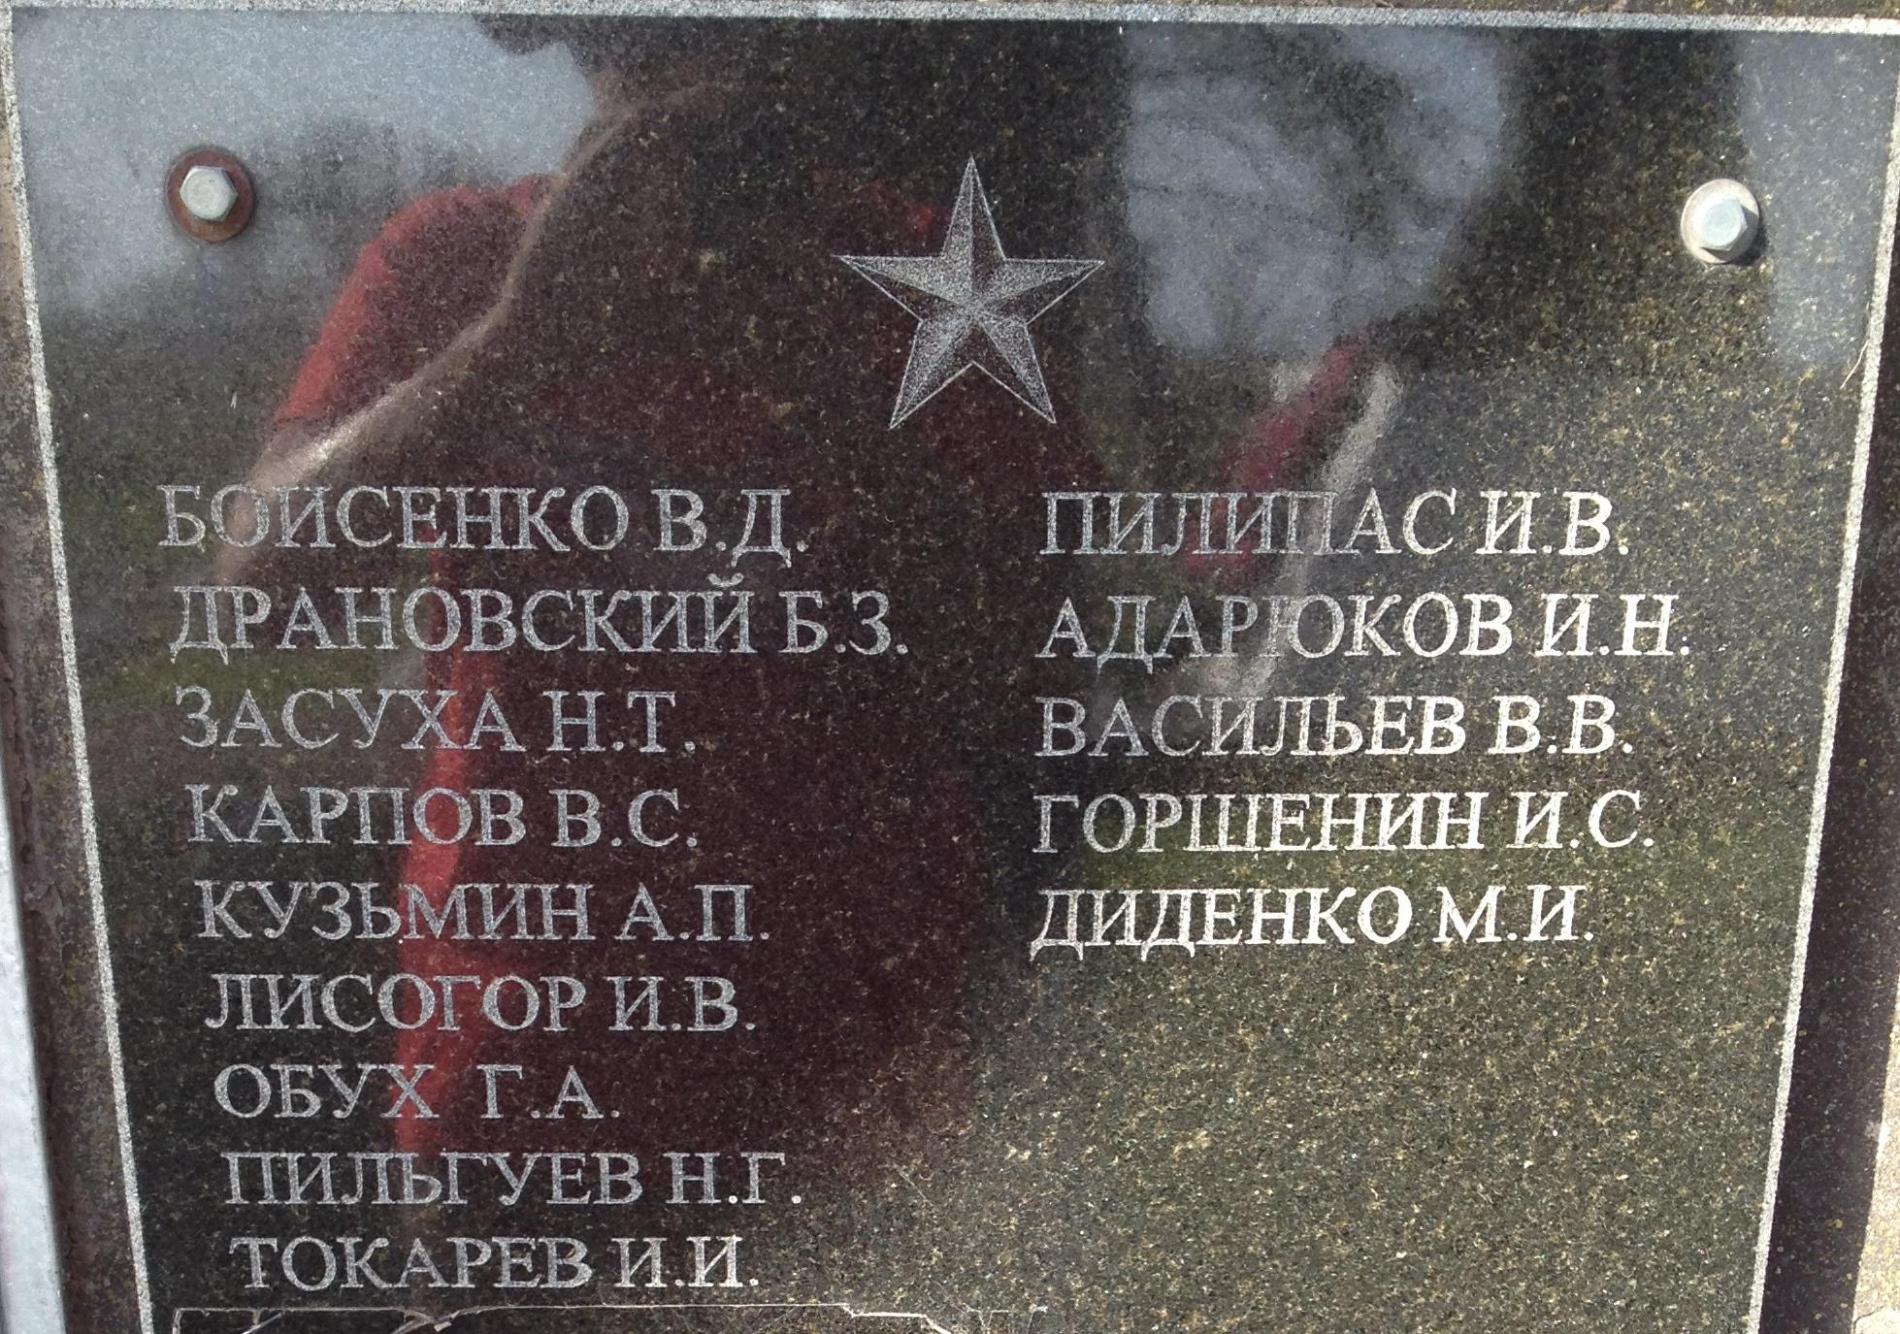 БОИСЕНКО В.Д.
ДРАНОВСКИЙ Б.З.
ЗАСУХА Н.Т.
КАРПОВ В.С.
КУЗЬМИН А.П.
ЛИСОГОР И.В.
ОБУХ Г.А.
ПИЛЬГУЕВ Н.Г.
ТОКАРЕВ И.И.
ПИЛИПАС И.В.
АДАРЮКОВ И.Н.
ВАСИЛЬЕВ В.В.
ГОРШЕНИН И.С.
ДИДЕНКО М.И.